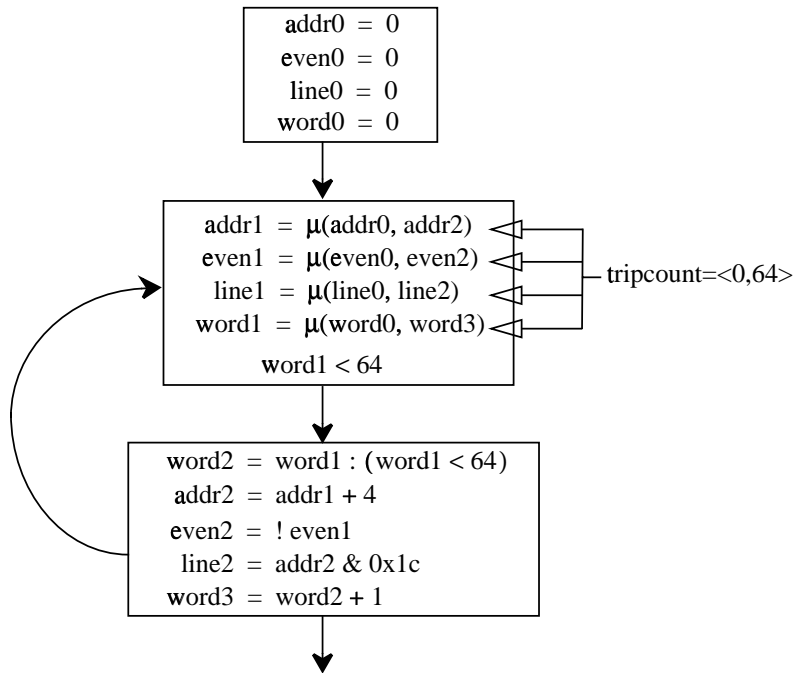 addr0 = 0
even0 = 0
line0 = 0
word0 = 0
addr1 = μ(addr0, addr2)
even1 = μ(even0, even2)
line1 = μ(line0, line2)
word1 = μ(word0, word3)
word1 < 64
tripcount=<0,64>
word2 = word1 : (word1 < 64)
addr2 = addr1 + 4
even2 = ! even1
line2 = addr2 & 0x1c
word3 = word2 + 1